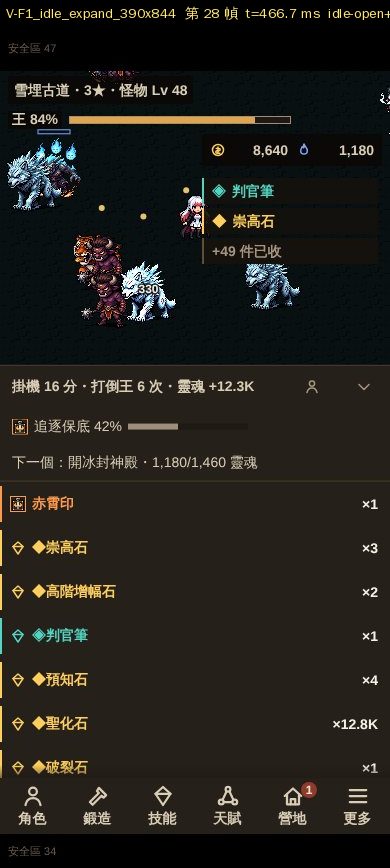 V-F1_idle_expand_390x844 第 28 幀 t=466.7 ms idle-open+
安全區 47
雪埋古道・3★・怪物 Lv 48
王 84%
8,640 1,180
◈ 判官筆
◆ 崇高石
+49 件已收
330
掛機 16 分・打倒王 6 次・靈魂 +12.3K
追逐保底 42%
下一個：開冰封神殿・1,180/1,460 靈魂
赤霄印 ×1
◆崇高石 ×3
◆高階增幅石 ×2
◈判官筆 ×1
◆預知石 ×4
◆聖化石 ×12.8K
◆破裂石 ×1
角色 鍛造 技能 天賦 營地 1 更多
安全區 34